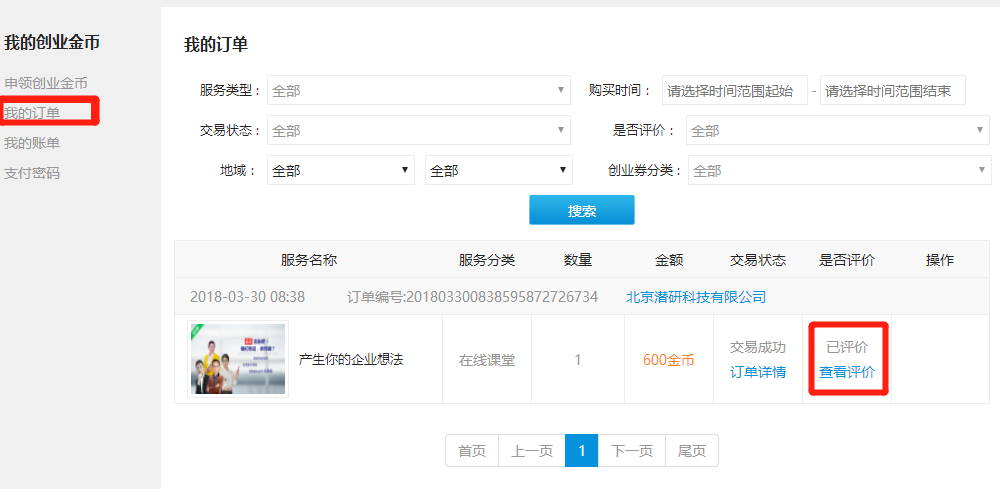 我的创业金币
申领创业金币
我的订单
我的账单
支付密码
我的订单
服务类型： 全部 购买时间： 请选择时间范围起始 - 请选择时间范围结束
交易状态： 全部 是否评价： 全部
地域： 全部 全部 创业券分类： 全部
搜索
服务名称 服务分类 数量 金额 交易状态 是否评价 操作
2018-03-30 08:38 订单编号:201803300838595872726734 北京潜研科技有限公司
产生你的企业想法 在线课堂 1 600金币 交易成功 已评价
订单详情 查看评价
首页 上一页 1 下一页 尾页